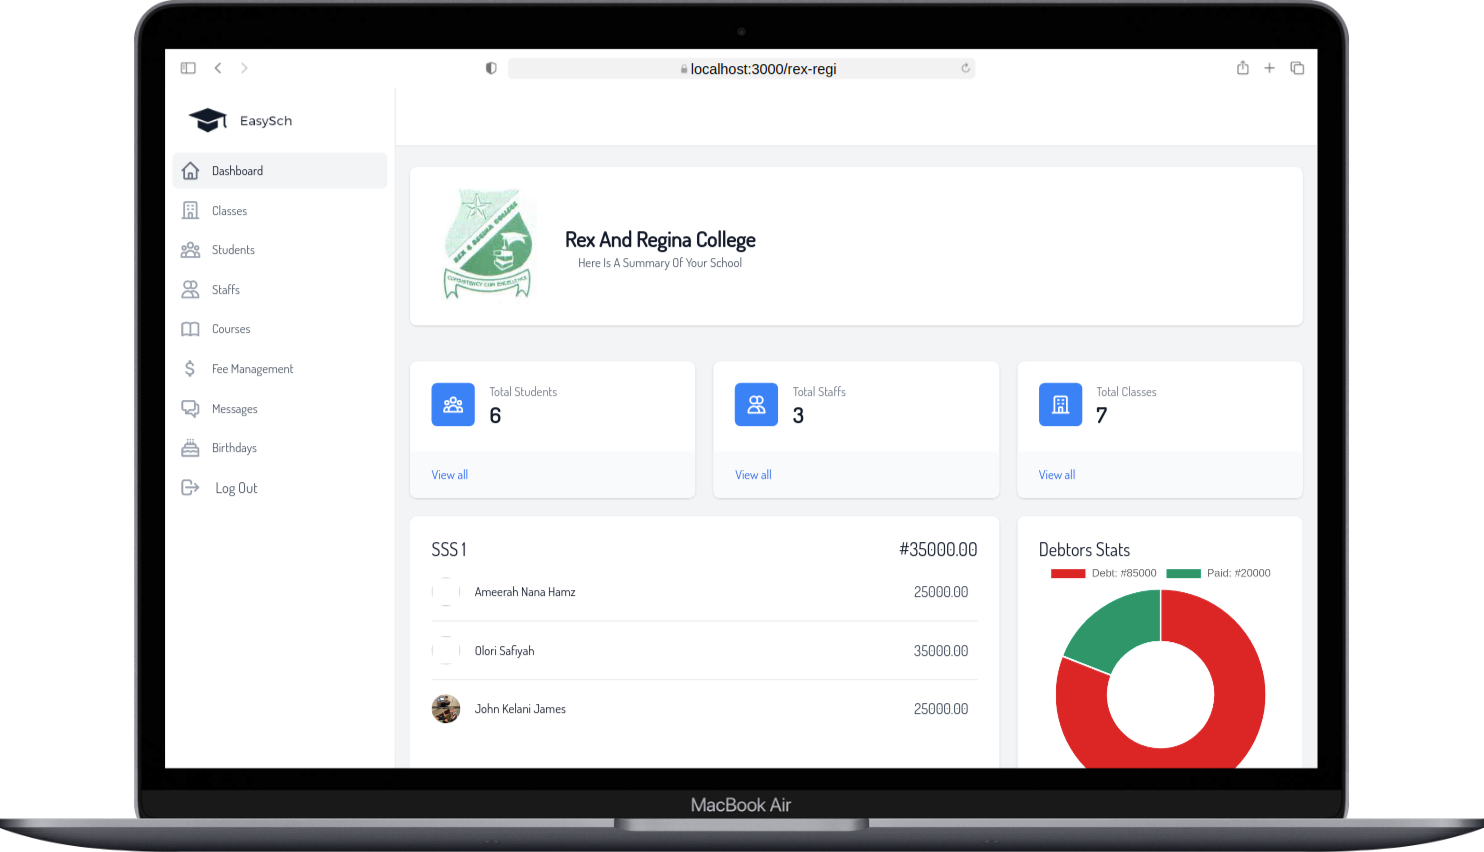 localhost:3000/rex-regi
EasySch
Dashboard
Classes
Students
Staffs
Courses
Fee Management
Messages
Birthdays
Log Out
REX & REGINA COLLEGE
CONSISTENCY CUM EXCELLENCE
Rex And Regina College
Here Is A Summary Of Your School
Total Students
6
View all
Total Staffs
3
View all
Total Classes
7
View all
SSS 1 #35000.00
Ameerah Nana Hamz 25000.00
Olori Safiyah 35000.00
John Kelani James 25000.00
Debtors Stats
Debt: #85000 Paid: #20000
MacBook Air